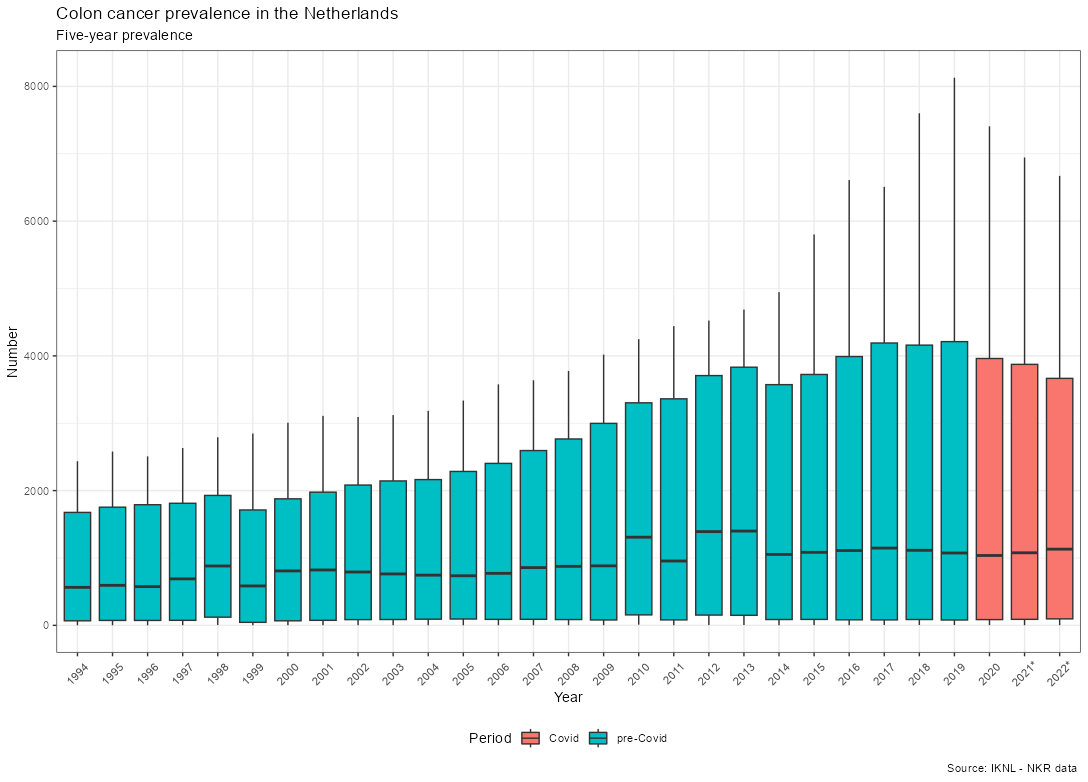 Colon cancer prevalence in the Netherlands
Five-year prevalence
Number
8000
6000
4000
2000
0
1994 1995 1996 1997 1998 1999 2000 2001 2002 2003 2004 2005 2006 2007 2008 2009 2010 2011 2012 2013 2014 2015 2016 2017 2018 2019 2020 2021* 2022*
Year
Period Covid pre-Covid
Source: IKNL - NKR data